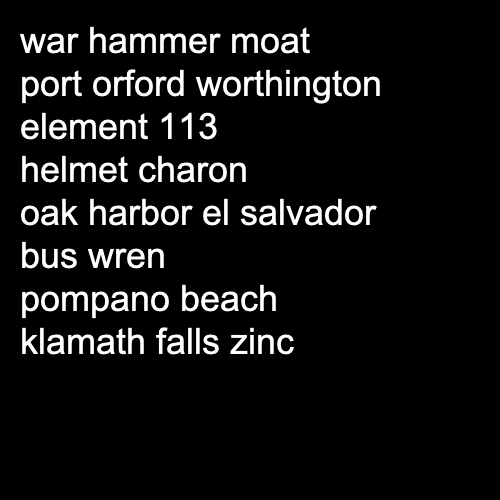 war hammer moat
port orford worthington
element 113
helmet charon
oak harbor el salvador
bus wren
pompano beach
klamath falls zinc